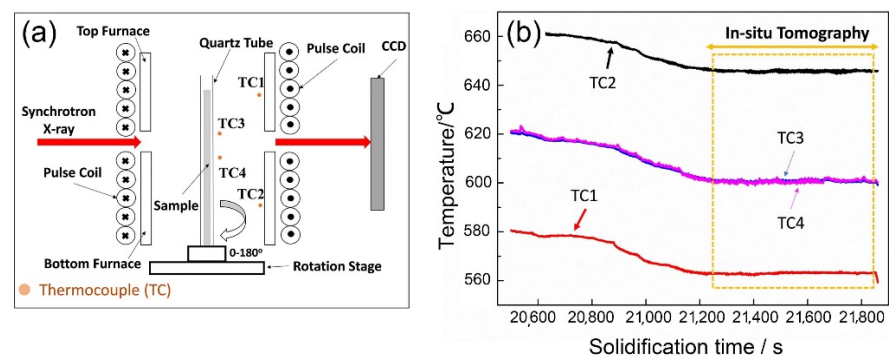 (a)
Top Furnace
Quartz Tube
Pulse Coil
CCD
TC1
Synchrotron
X-ray
TC3
TC4
Pulse Coil
Sample
TC2
0-180°
Bottom Furnace
Rotation Stage
Thermocouple (TC)
(b)
In-situ Tomography
TC2
TC3
TC4
TC1
Temperature/℃
660
640
620
600
580
560
20,600 20,800 21,000 21,200 21,400 21,600 21,800
Solidification time / s